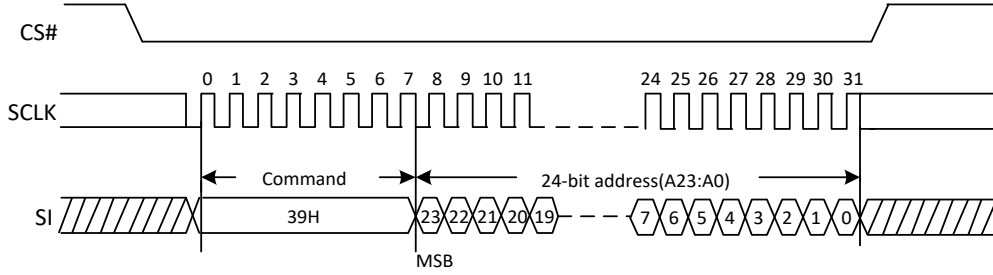 CS#
0 1 2 3 4 5 6 7 8 9 10 11 24 25 26 27 28 29 30 31
SCLK
Command 24-bit address(A23:A0)
SI 39H 23 22 21 20 19 7 6 5 4 3 2 1 0
MSB